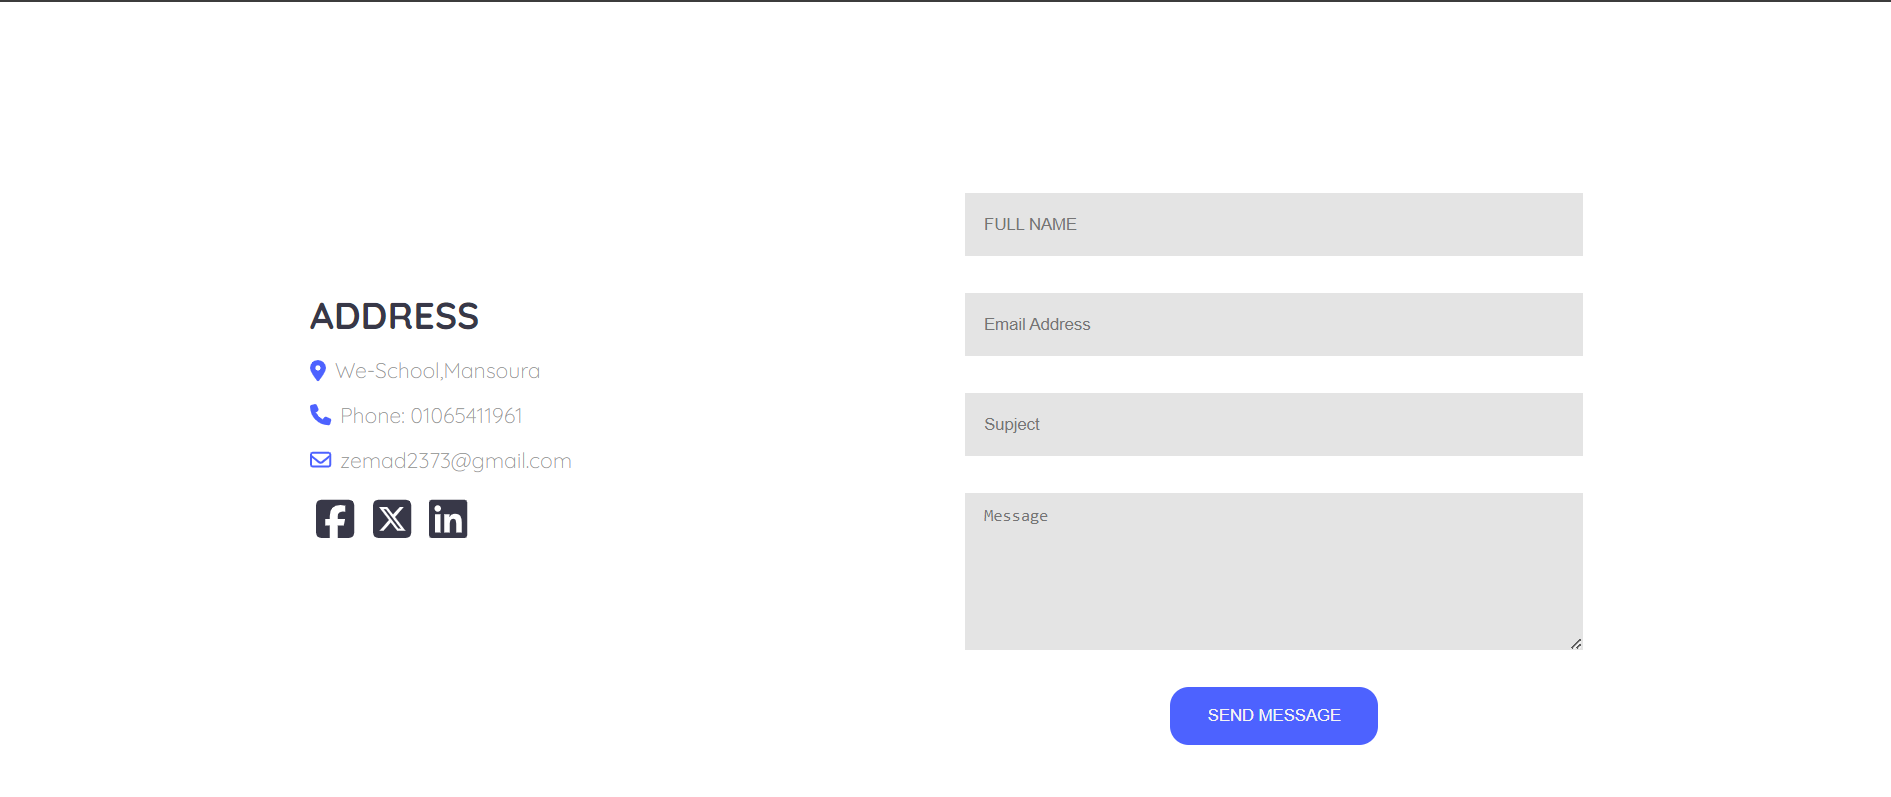 ADDRESS
We-School,Mansoura
Phone: 01065411961
zemad2373@gmail.com
FULL NAME
Email Address
Supject
Message
SEND MESSAGE